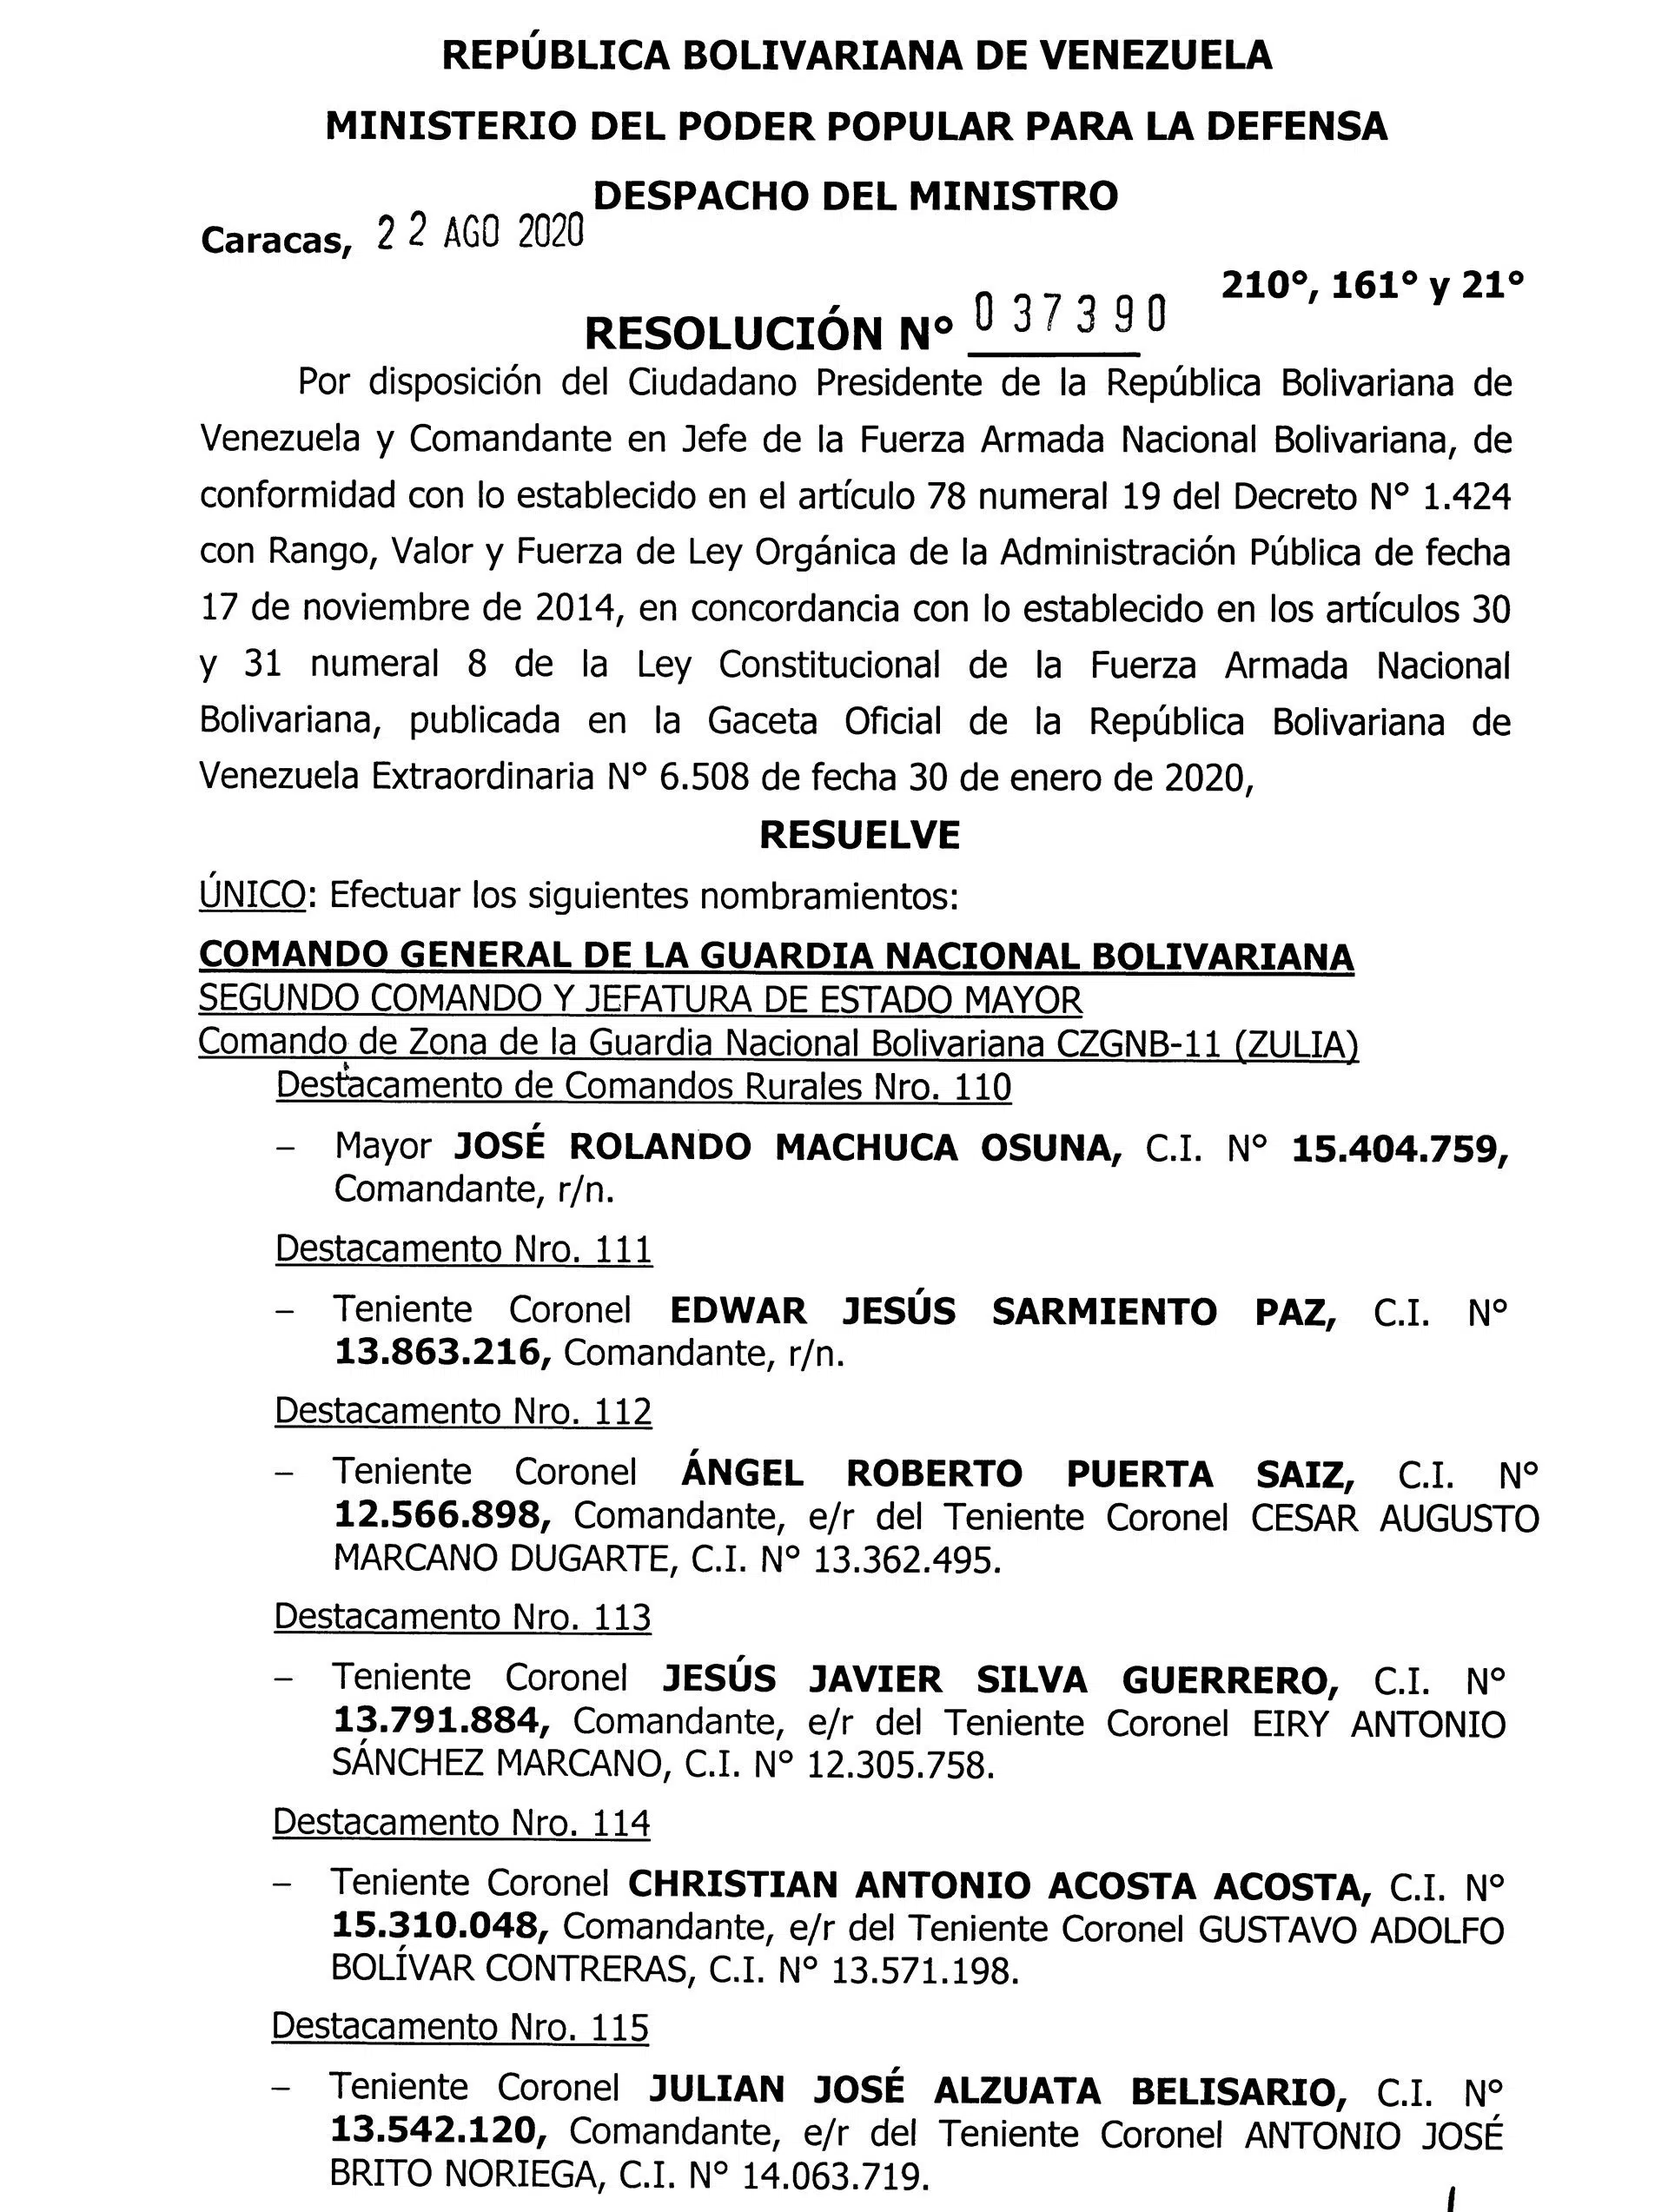 REPÚBLICA BOLIVARIANA DE VENEZUELA
MINISTERIO DEL PODER POPULAR PARA LA DEFENSA
DESPACHO DEL MINISTRO
Caracas, 22 AGO 2020
210°, 161° y 21°
RESOLUCIÓN N° 037390
Por disposición del Ciudadano Presidente de la República Bolivariana de
Venezuela y Comandante en Jefe de la Fuerza Armada Nacional Bolivariana, de
conformidad con lo establecido en el artículo 78 numeral 19 del Decreto N° 1.424
con Rango, Valor y Fuerza de Ley Orgánica de la Administración Pública de fecha
17 de noviembre de 2014, en concordancia con lo establecido en los artículos 30
y 31 numeral 8 de la Ley Constitucional de la Fuerza Armada Nacional
Bolivariana, publicada en la Gaceta Oficial de la República Bolivariana de
Venezuela Extraordinaria N° 6.508 de fecha 30 de enero de 2020,
RESUELVE
ÚNICO: Efectuar los siguientes nombramientos:
COMANDO GENERAL DE LA GUARDIA NACIONAL BOLIVARIANA
SEGUNDO COMANDO Y JEFATURA DE ESTADO MAYOR
Comando de Zona de la Guardia Nacional Bolivariana CZGNB-11 (ZULIA)
Destacamento de Comandos Rurales Nro. 110
– Mayor JOSÉ ROLANDO MACHUCA OSUNA, C.I. N° 15.404.759,
Comandante, r/n.
Destacamento Nro. 111
– Teniente Coronel EDWAR JESÚS SARMIENTO PAZ, C.I. N°
13.863.216, Comandante, r/n.
Destacamento Nro. 112
– Teniente Coronel ÁNGEL ROBERTO PUERTA SAIZ, C.I. N°
12.566.898, Comandante, e/r del Teniente Coronel CESAR AUGUSTO
MARCANO DUGARTE, C.I. N° 13.362.495.
Destacamento Nro. 113
– Teniente Coronel JESÚS JAVIER SILVA GUERRERO, C.I. N°
13.791.884, Comandante, e/r del Teniente Coronel EIRY ANTONIO
SÁNCHEZ MARCANO, C.I. N° 12.305.758.
Destacamento Nro. 114
– Teniente Coronel CHRISTIAN ANTONIO ACOSTA ACOSTA, C.I. N°
15.310.048, Comandante, e/r del Teniente Coronel GUSTAVO ADOLFO
BOLÍVAR CONTRERAS, C.I. N° 13.571.198.
Destacamento Nro. 115
– Teniente Coronel JULIAN JOSÉ ALZUATA BELISARIO, C.I. N°
13.542.120, Comandante, e/r del Teniente Coronel ANTONIO JOSÉ
BRITO NORIEGA, C.I. N° 14.063.719.